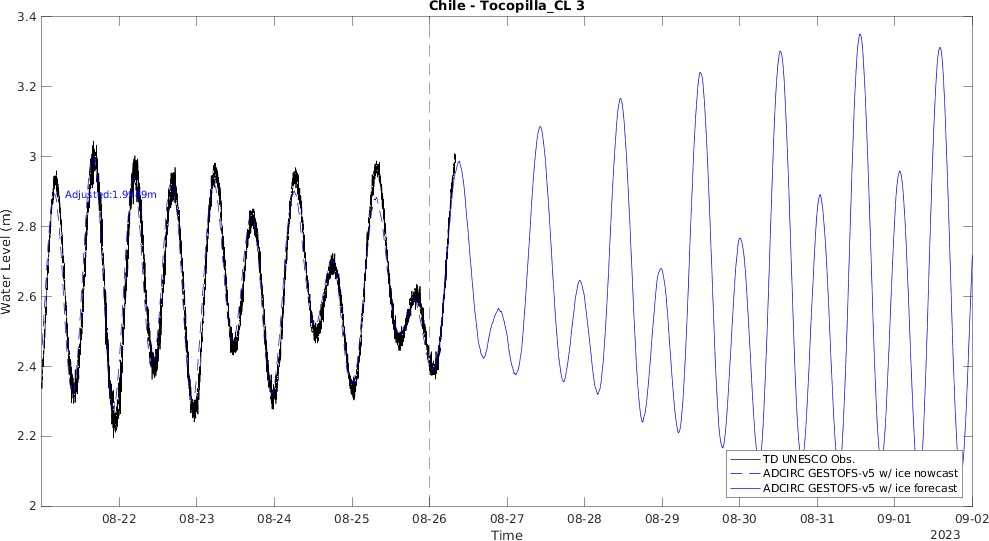 Chile - Tocopilla_CL 3
3.4
3.2
3
2.8
2.6
2.4
2.2
2
Water Level (m)
TD UNESCO Obs.
ADCIRC GESTOFS-v5 w/ ice nowcast
ADCIRC GESTOFS-v5 w/ ice forecast
08-22 08-23 08-24 08-25 08-26 08-27 08-28 08-29 08-30 08-31 09-01 09-02
Time
2023